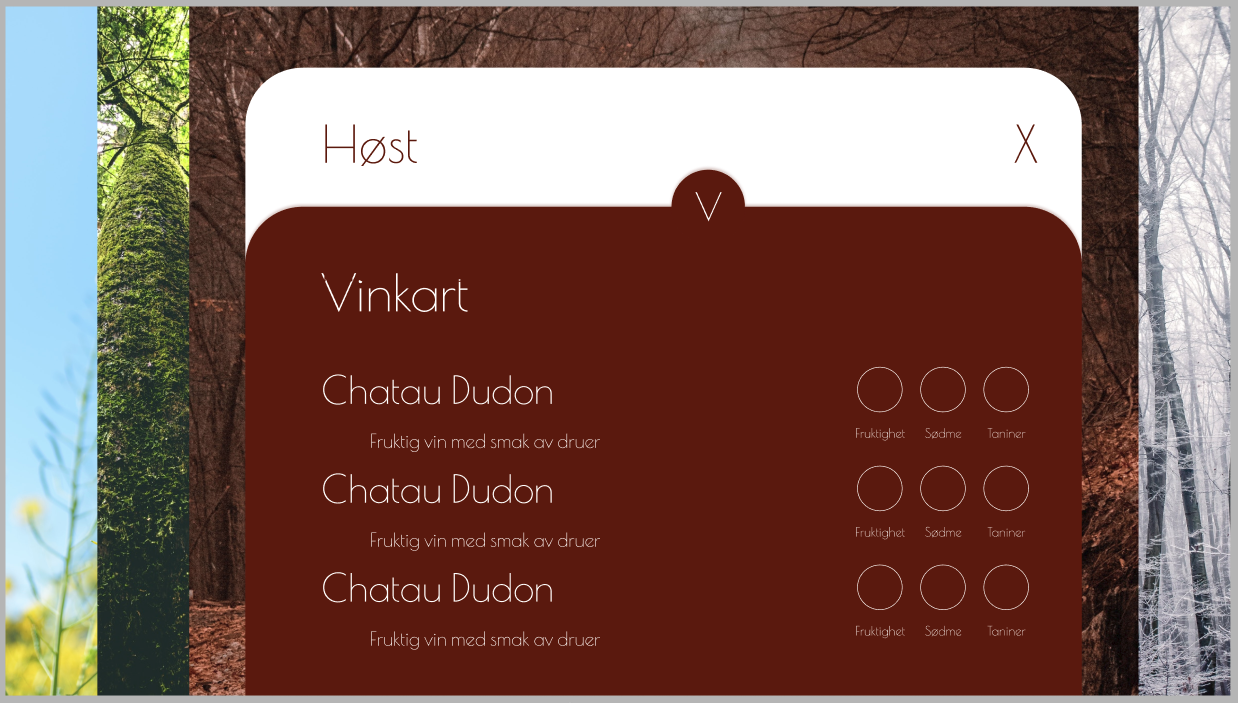 Høst
X
V
Vinkart
Chatau Dudon
Fruktig vin med smak av druer
Fruktighet Sødme Taniner
Chatau Dudon
Fruktig vin med smak av druer
Fruktighet Sødme Taniner
Chatau Dudon
Fruktig vin med smak av druer
Fruktighet Sødme Taniner